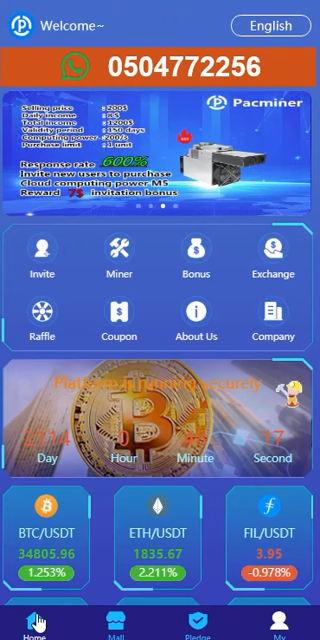 Welcome~
English
0504772256
Pacminer
Selling price : 200$
Daily income : 8$
Total income : 1200$
Validity period : 150 days
Computing power : 200/s
Purchase limit : 1 unit
Response rate 600%
Invite new users to purchase
Cloud computing power M5
Reward 7$ invitation bonus
Invite Miner Bonus Exchange
Raffle Coupon About Us Company
Platform is running securely
17
Day Hour Minute Second
BTC/USDT ETH/USDT FIL/USDT
34805.96 1835.67 3.95
1.253% 2.211% -0.978%
Home Mall Pledge My